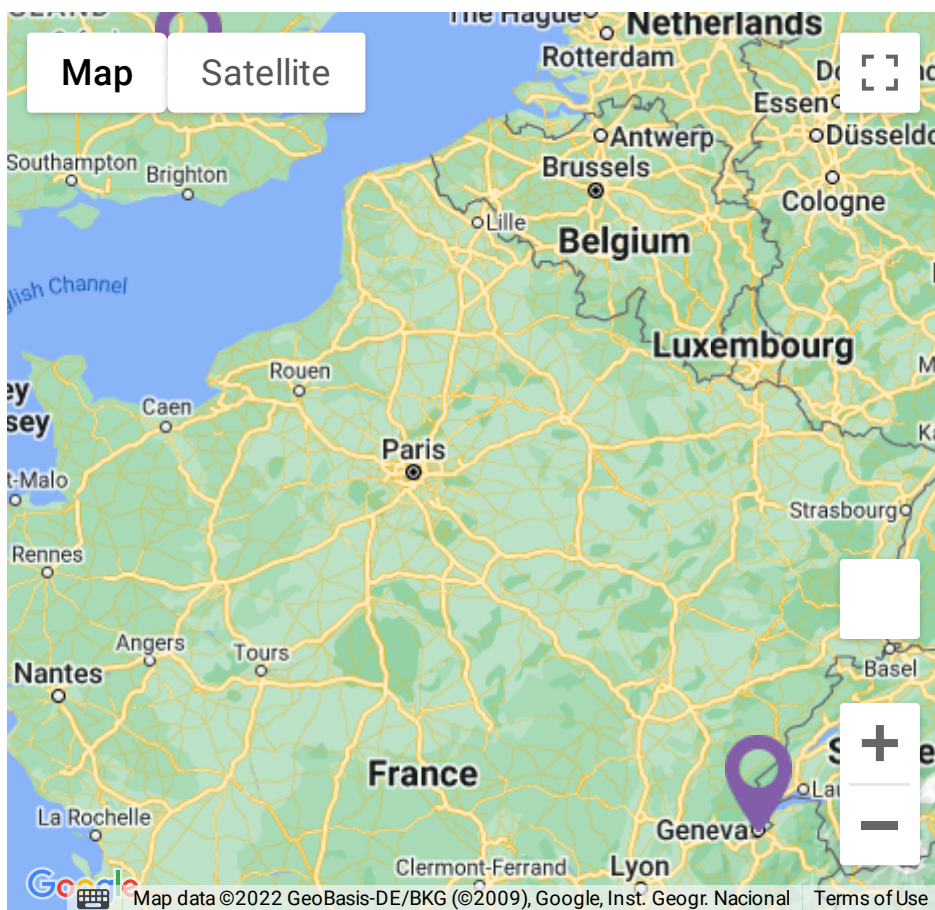 The Hague
Netherlands
Rotterdam
Map
Satellite
Essen
Antwerp
Düsseldo
Southampton
Brighton
Brussels
Cologne
Lille
Belgium
glish Channel
Luxembourg
Rouen
ey
sey
Caen
Paris
t-Malo
Strasbourg
Rennes
Angers
Tours
Basel
Nantes
France
Lau
La Rochelle
Geneva
Clermont-Ferrand
Lyon
Google
Map data ©2022 GeoBasis-DE/BKG (©2009), Google, Inst. Geogr. Nacional
Terms of Use